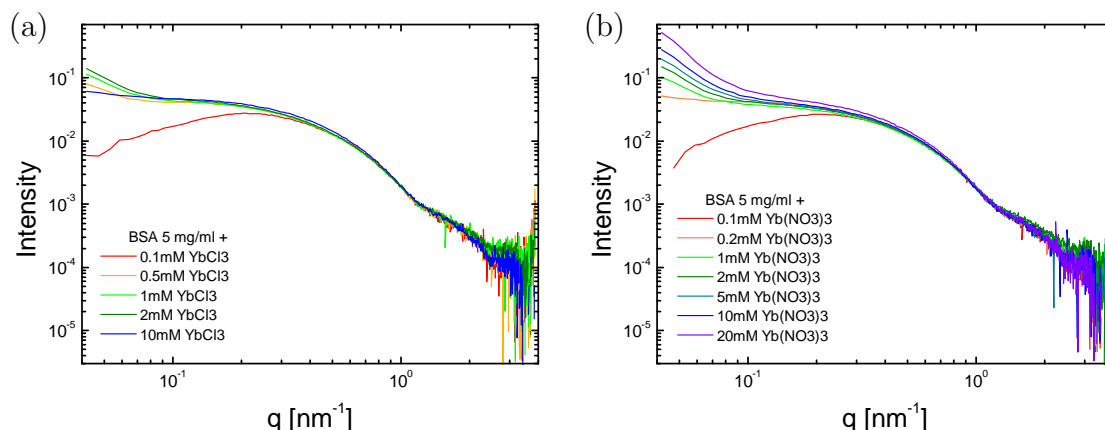 (a)
Intensity
10⁻¹
10⁻²
10⁻³
10⁻⁴
10⁻⁵
BSA 5 mg/ml +
0.1mM YbCl3
0.5mM YbCl3
1mM YbCl3
2mM YbCl3
10mM YbCl3
10⁻¹
10⁰
q [nm⁻¹]
(b)
Intensity
10⁻¹
10⁻²
10⁻³
10⁻⁴
10⁻⁵
BSA 5 mg/ml +
0.1mM Yb(NO3)3
0.2mM Yb(NO3)3
1mM Yb(NO3)3
2mM Yb(NO3)3
5mM Yb(NO3)3
10mM Yb(NO3)3
20mM Yb(NO3)3
10⁻¹
10⁰
q [nm⁻¹]